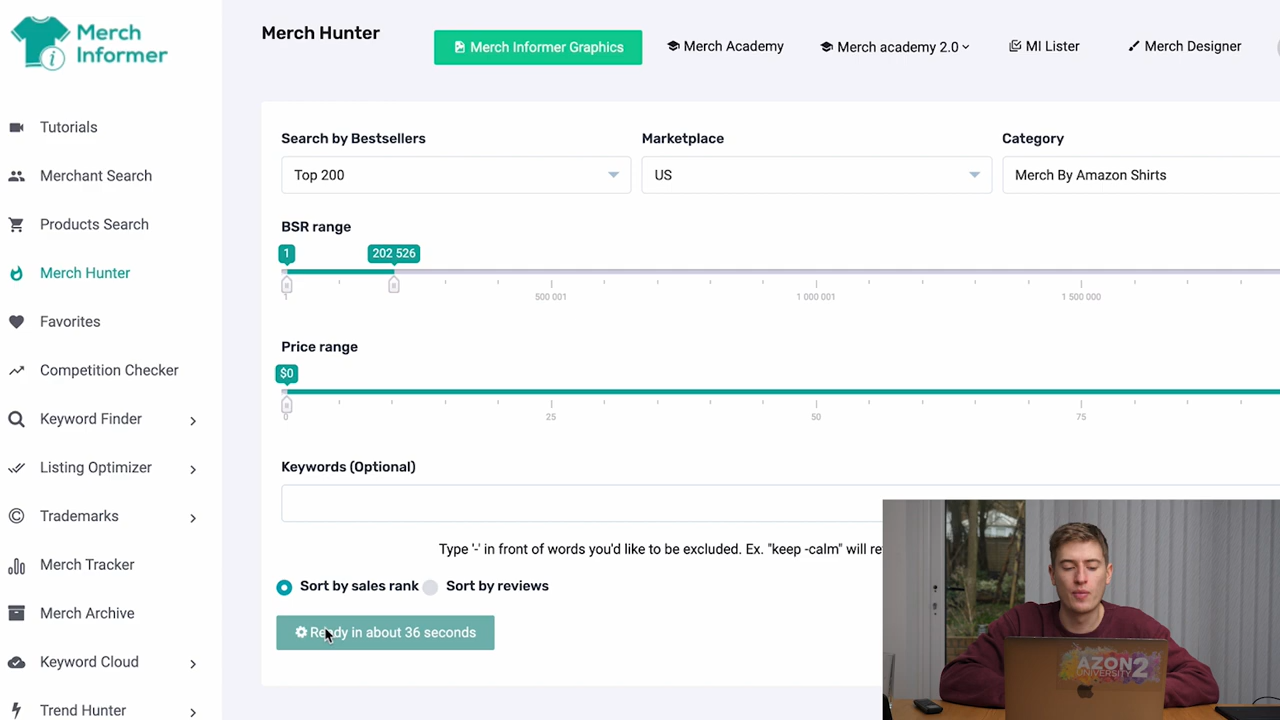 Merch
Informer
Merch Hunter
Merch Informer Graphics
Merch Academy
Merch academy 2.0
MI Lister
Merch Designer
Tutorials
Merchant Search
Products Search
Merch Hunter
Favorites
Competition Checker
Keyword Finder
Listing Optimizer
Trademarks
Merch Tracker
Merch Archive
Keyword Cloud
Trend Hunter
Search by Bestsellers
Marketplace
Category
Top 200
US
Merch By Amazon Shirts
BSR range
1
202 526
1
500 001
1 000 001
1 500 000
Price range
$0
0
25
50
75
Keywords (Optional)
Type '-' in front of words you'd like to be excluded. Ex. "keep -calm" will re
Sort by sales rank
Sort by reviews
Ready in about 36 seconds
AZON
UNIVERSITY
2